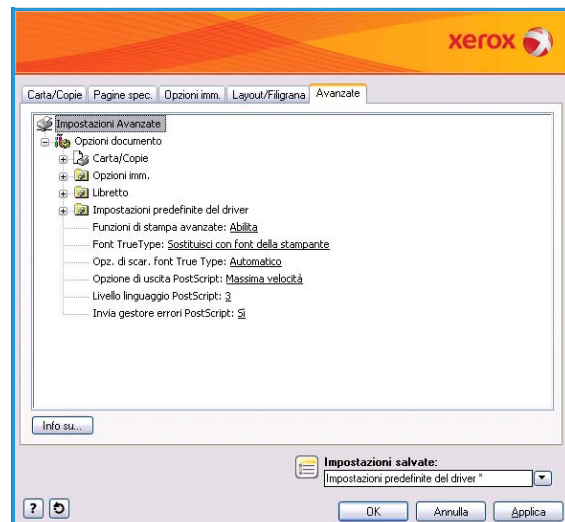 xerox
Carta/Copie Pagine spec. Opzioni imm. Layout/Filigrana Avanzate
Impostazioni Avanzate
Opzioni documento
Carta/Copie
Opzioni imm.
Libretto
Impostazioni predefinite del driver
Funzioni di stampa avanzate: Abilita
Font TrueType: Sostituisci con font della stampante
Opz. di scar. font True Type: Automatico
Opzione di uscita PostScript: Massima velocità
Livello linguaggio PostScript: 3
Invia gestore errori PostScript: Sì
Info su...
Impostazioni salvate:
Impostazioni predefinite del driver *
? OK Annulla Applica